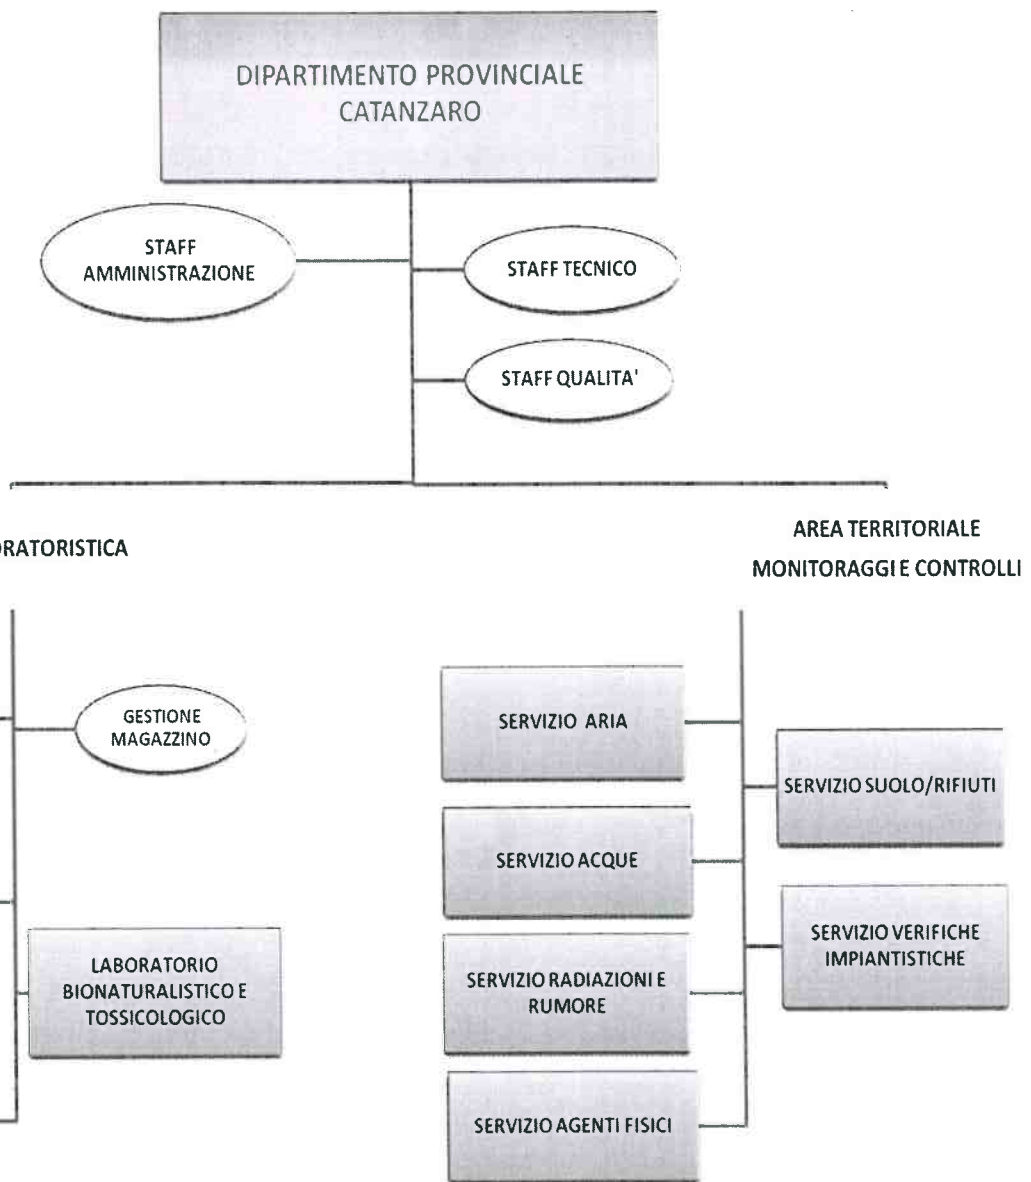 DIPARTIMENTO PROVINCIALE
CATANZARO
STAFF
AMMINISTRAZIONE
STAFF TECNICO
STAFF QUALITA'
ORATORISTICA
AREA TERRITORIALE
MONITORAGGI E CONTROLLI
GESTIONE
MAGAZZINO
LABORATORIO
BIONATURALISTICO E
TOSSICOLOGICO
SERVIZIO ARIA
SERVIZIO SUOLO/RIFIUTI
SERVIZIO ACQUE
SERVIZIO VERIFICHE
IMPIANTISTICHE
SERVIZIO RADIAZIONI E
RUMORE
SERVIZIO AGENTI FISICI